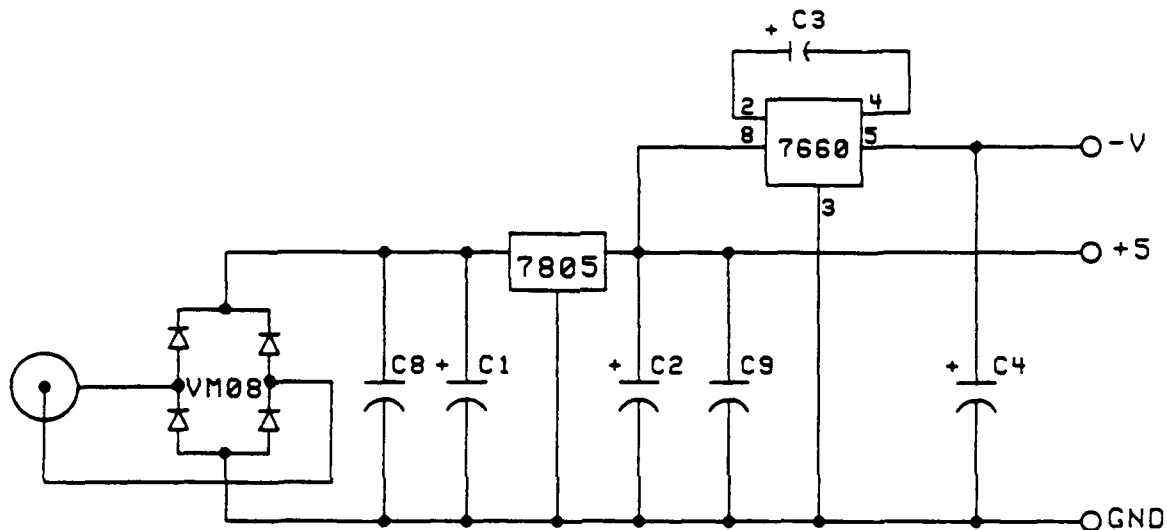 + C3
2 4
8 7660 5
-V
3
7805
+5
VM08
C8
+ C1
+ C2
C9
+ C4
GND